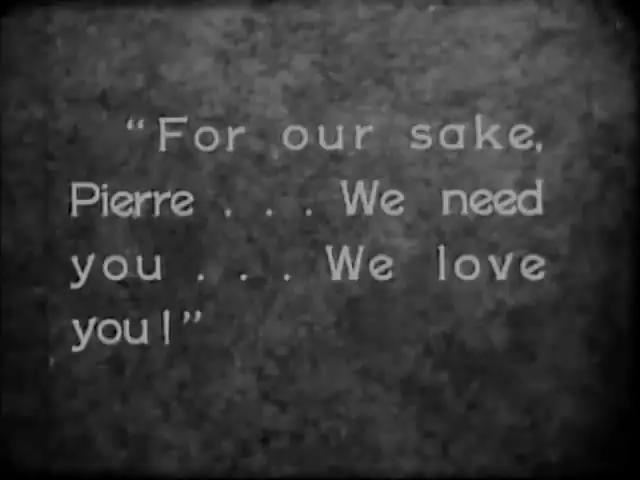 “For our sake,
Pierre . . . We need
you . . . We love
you!”